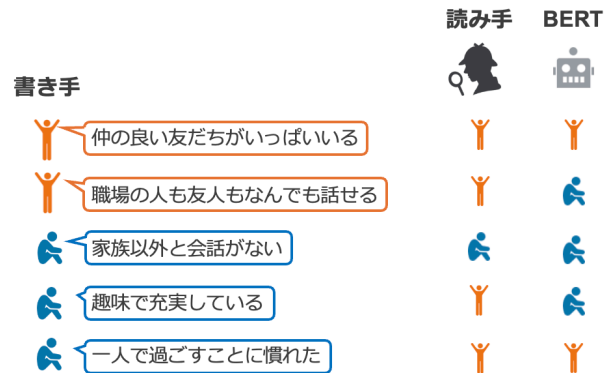 読み手 BERT
書き手
仲の良い友だちがいっぱいいる
職場の人も友人もなんでも話せる
家族以外と会話がない
趣味で充実している
一人で過ごすことに慣れた